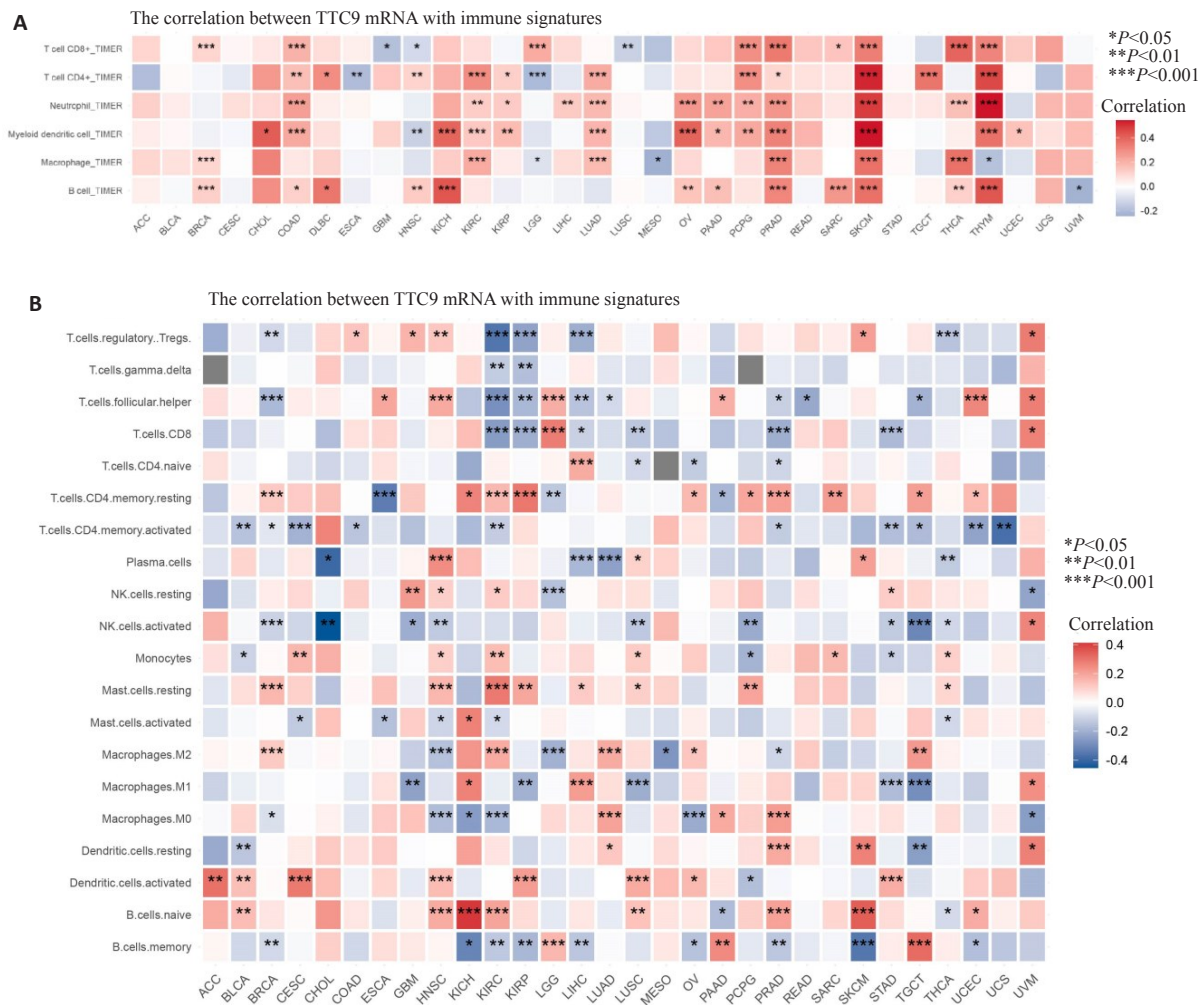 A
The correlation between TTC9 mRNA with immune signatures
T cell CD8+_TIMER *** *** * * *** ** *** *** * *** *** ***
T cell CD4+_TIMER ** * ** ** *** * *** *** *** * *** *** ***
Neutrophil_TIMER *** ** * ** *** *** ** ** *** *** *** ***
Myeloid dendritic cell_TIMER * *** ** *** *** ** *** *** * ** *** *** *** *
Macrophage_TIMER *** *** * *** * *** *** *** *
B cell_TIMER *** * * ** *** ** * *** *** *** ** *** *
ACC BLCA BRCA CESC CHOL COAD DLBC ESCA GBM HNSC KICH KIRC KIRP LGG LIHC LUAD LUSC MESO OV PAAD PCPG PRAD READ SARC SKCM STAD TGCT THCA THYM UCEC UCS UVM
*P<0.05
**P<0.01
***P<0.001
Correlation
0.4
0.2
0.0
-0.2
B
The correlation between TTC9 mRNA with immune signatures
T.cells.regulatory..Tregs. ** * * ** *** *** *** * *** *
T.cells.gamma.delta ** **
T.cells.follicular.helper *** * *** *** ** *** ** * * * * * *** *
T.cells.CD8 *** *** *** * ** *** *** *
T.cells.CD4.naive *** * * *
T.cells.CD4.memory.resting *** *** * *** *** ** * * * *** ** * *
T.cells.CD4.memory.activated ** * *** * ** * ** * ** **
Plasma.cells * *** *** *** * * **
NK.cells.resting ** * * *** * *
NK.cells.activated *** ** * ** ** ** * *** * *
Monocytes * ** * ** * * * * *
Mast.cells.resting *** *** *** ** * * ** *
Mast.cells.activated * * * * * *
Macrophages.M2 *** *** *** *** *** * * * **
Macrophages.M1 ** * ** *** *** *** *** *
Macrophages.M0 * *** * *** *** *** * *** *
Dendritic.cells.resting ** * *** ** ** *
Dendritic.cells.activated ** ** *** *** *** *** * * ***
B.cells.naive ** *** *** *** ** * *** *** * *
B.cells.memory ** * ** ** *** ** * ** ** *** *** *
ACC BLCA BRCA CESC CHOL COAD ESCA GBM HNSC KICH KIRC KIRP LGG LIHC LUAD LUSC MESO OV PAAD PCPG PRAD READ SARC SKCM STAD TGCT THCA UCEC UCS UVM
*P<0.05
**P<0.01
***P<0.001
Correlation
0.4
0.2
0.0
-0.2
-0.4